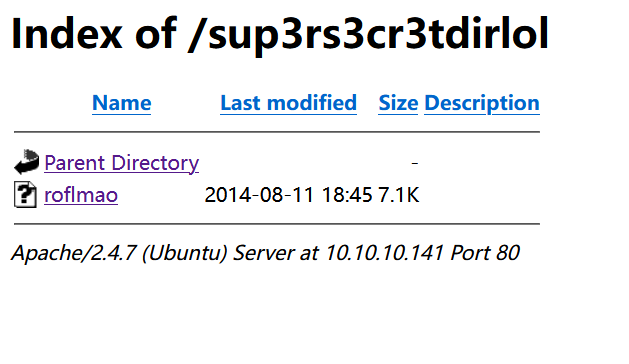 Index of /sup3rs3cr3tdirlol
Name Last modified Size Description
Parent Directory -
roflmao 2014-08-11 18:45 7.1K
Apache/2.4.7 (Ubuntu) Server at 10.10.10.141 Port 80